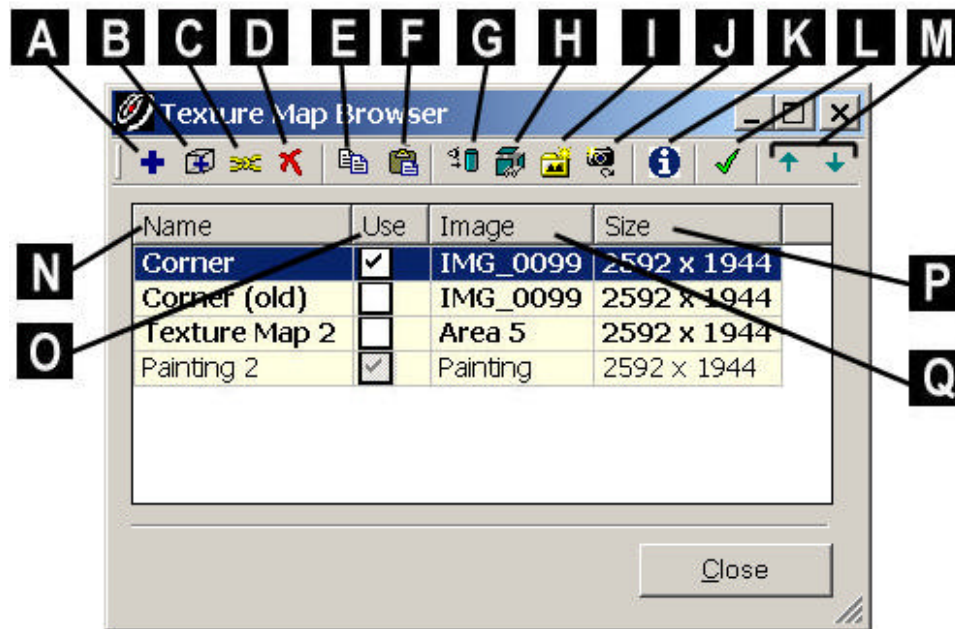 A B C D E F G H I J K L M
Texture Map Browser
Name Use Image Size
Corner IMG_0099 2592 x 1944
Corner (old) IMG_0099 2592 x 1944
Texture Map 2 Area 5 2592 x 1944
Painting 2 Painting 2592 x 1944
N
O
P
Q
Close